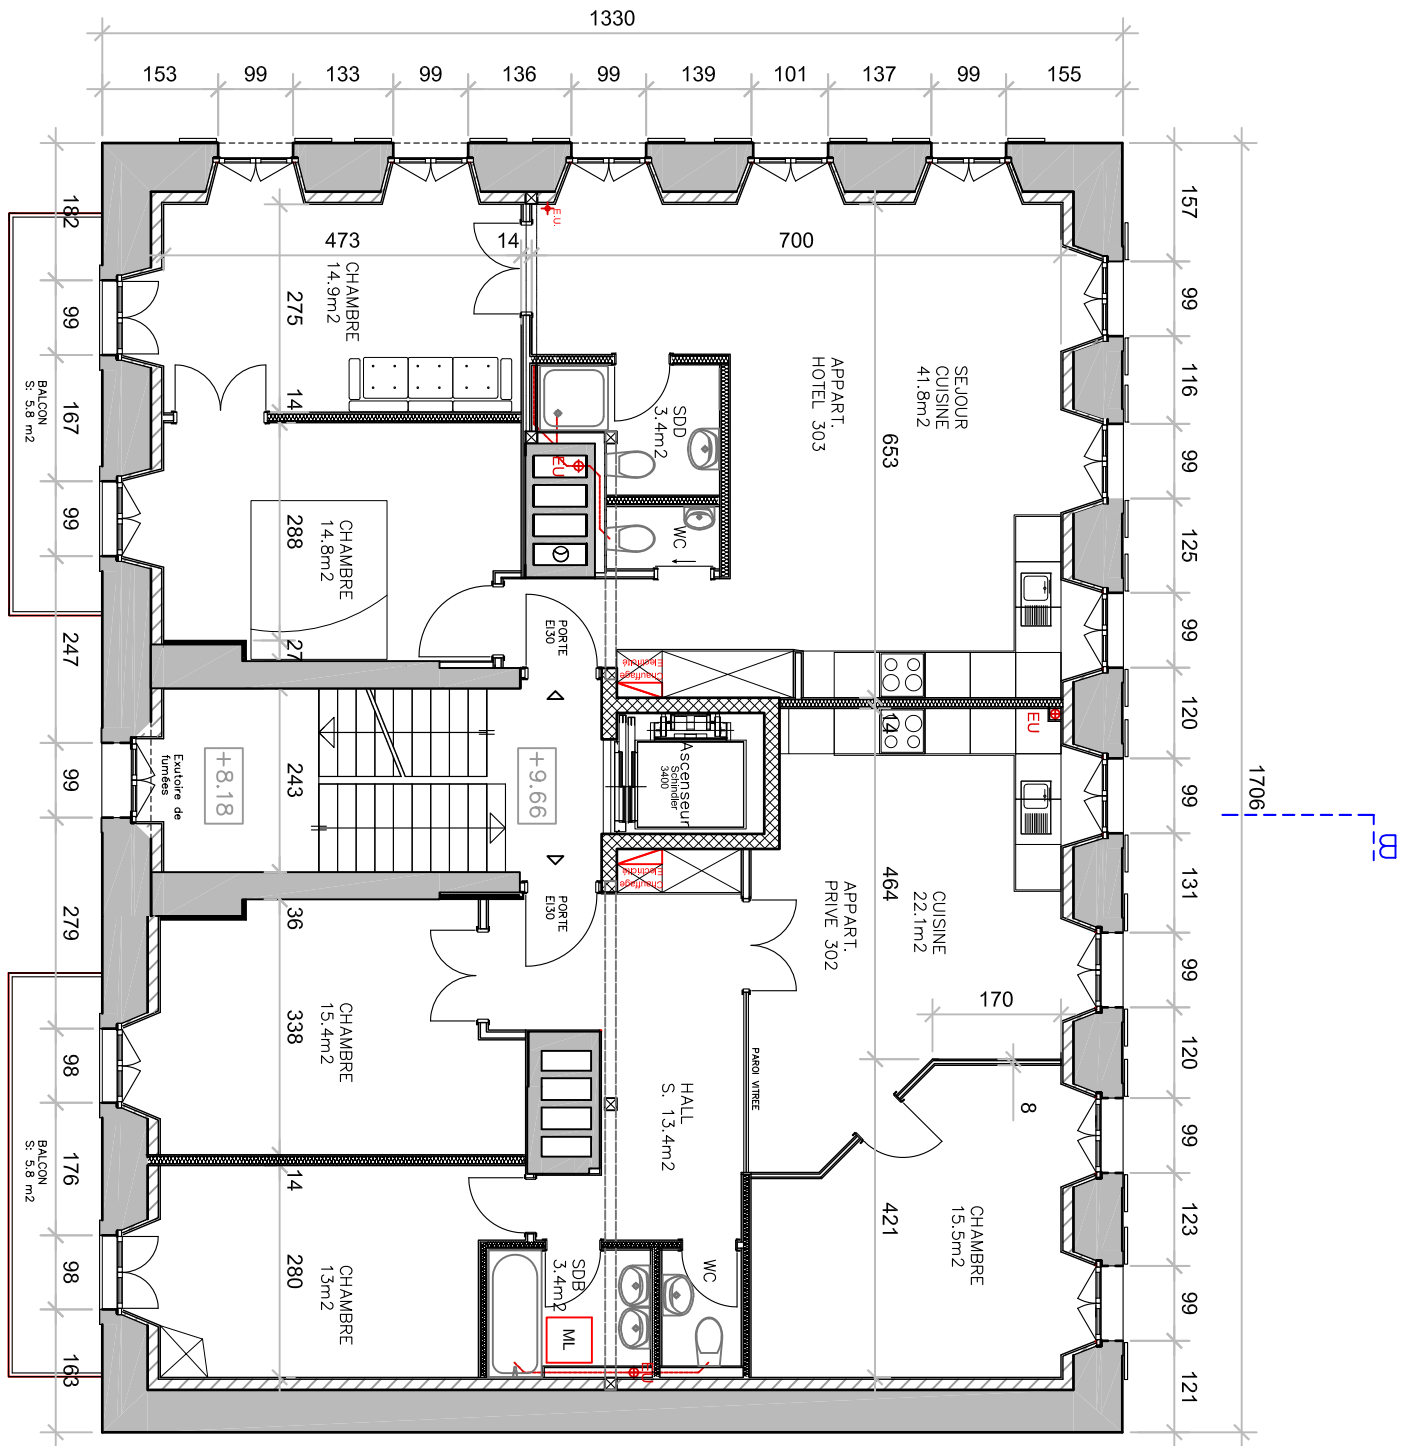 1330
153
99
133
99
136
99
139
101
137
99
155
182
99
167
99
247
99
279
98
176
98
163
157
99
116
99
125
99
120
99
131
99
120
99
123
99
121
1706
B
473
14
700
E.U.
CHAMBRE
14.9m2
275
14
BALCON
S: 5.8 m2
SDD
3.4m2
APPART.
HOTEL 303
SEJOUR
CUISINE
41.8m2
653
EU
WC
CHAMBRE
14.8m2
288
27
PORTE
EI30
Electricité
Chauffage
EU
14
Exutoire de
fumées
+8.18
243
+9.66
Ascenseur
Schindler
3400
Electricité
Chauffage
PORTE
EI30
36
APPART.
PRIVE 302
464
CUISINE
22.1m2
170
CHAMBRE
15.4m2
338
PAROI VITREE
8
HALL
S. 13.4m2
BALCON
S: 5.8 m2
14
421
CHAMBRE
15.5m2
CHAMBRE
13m2
280
SDB
3.4m2
ML
WC
EU